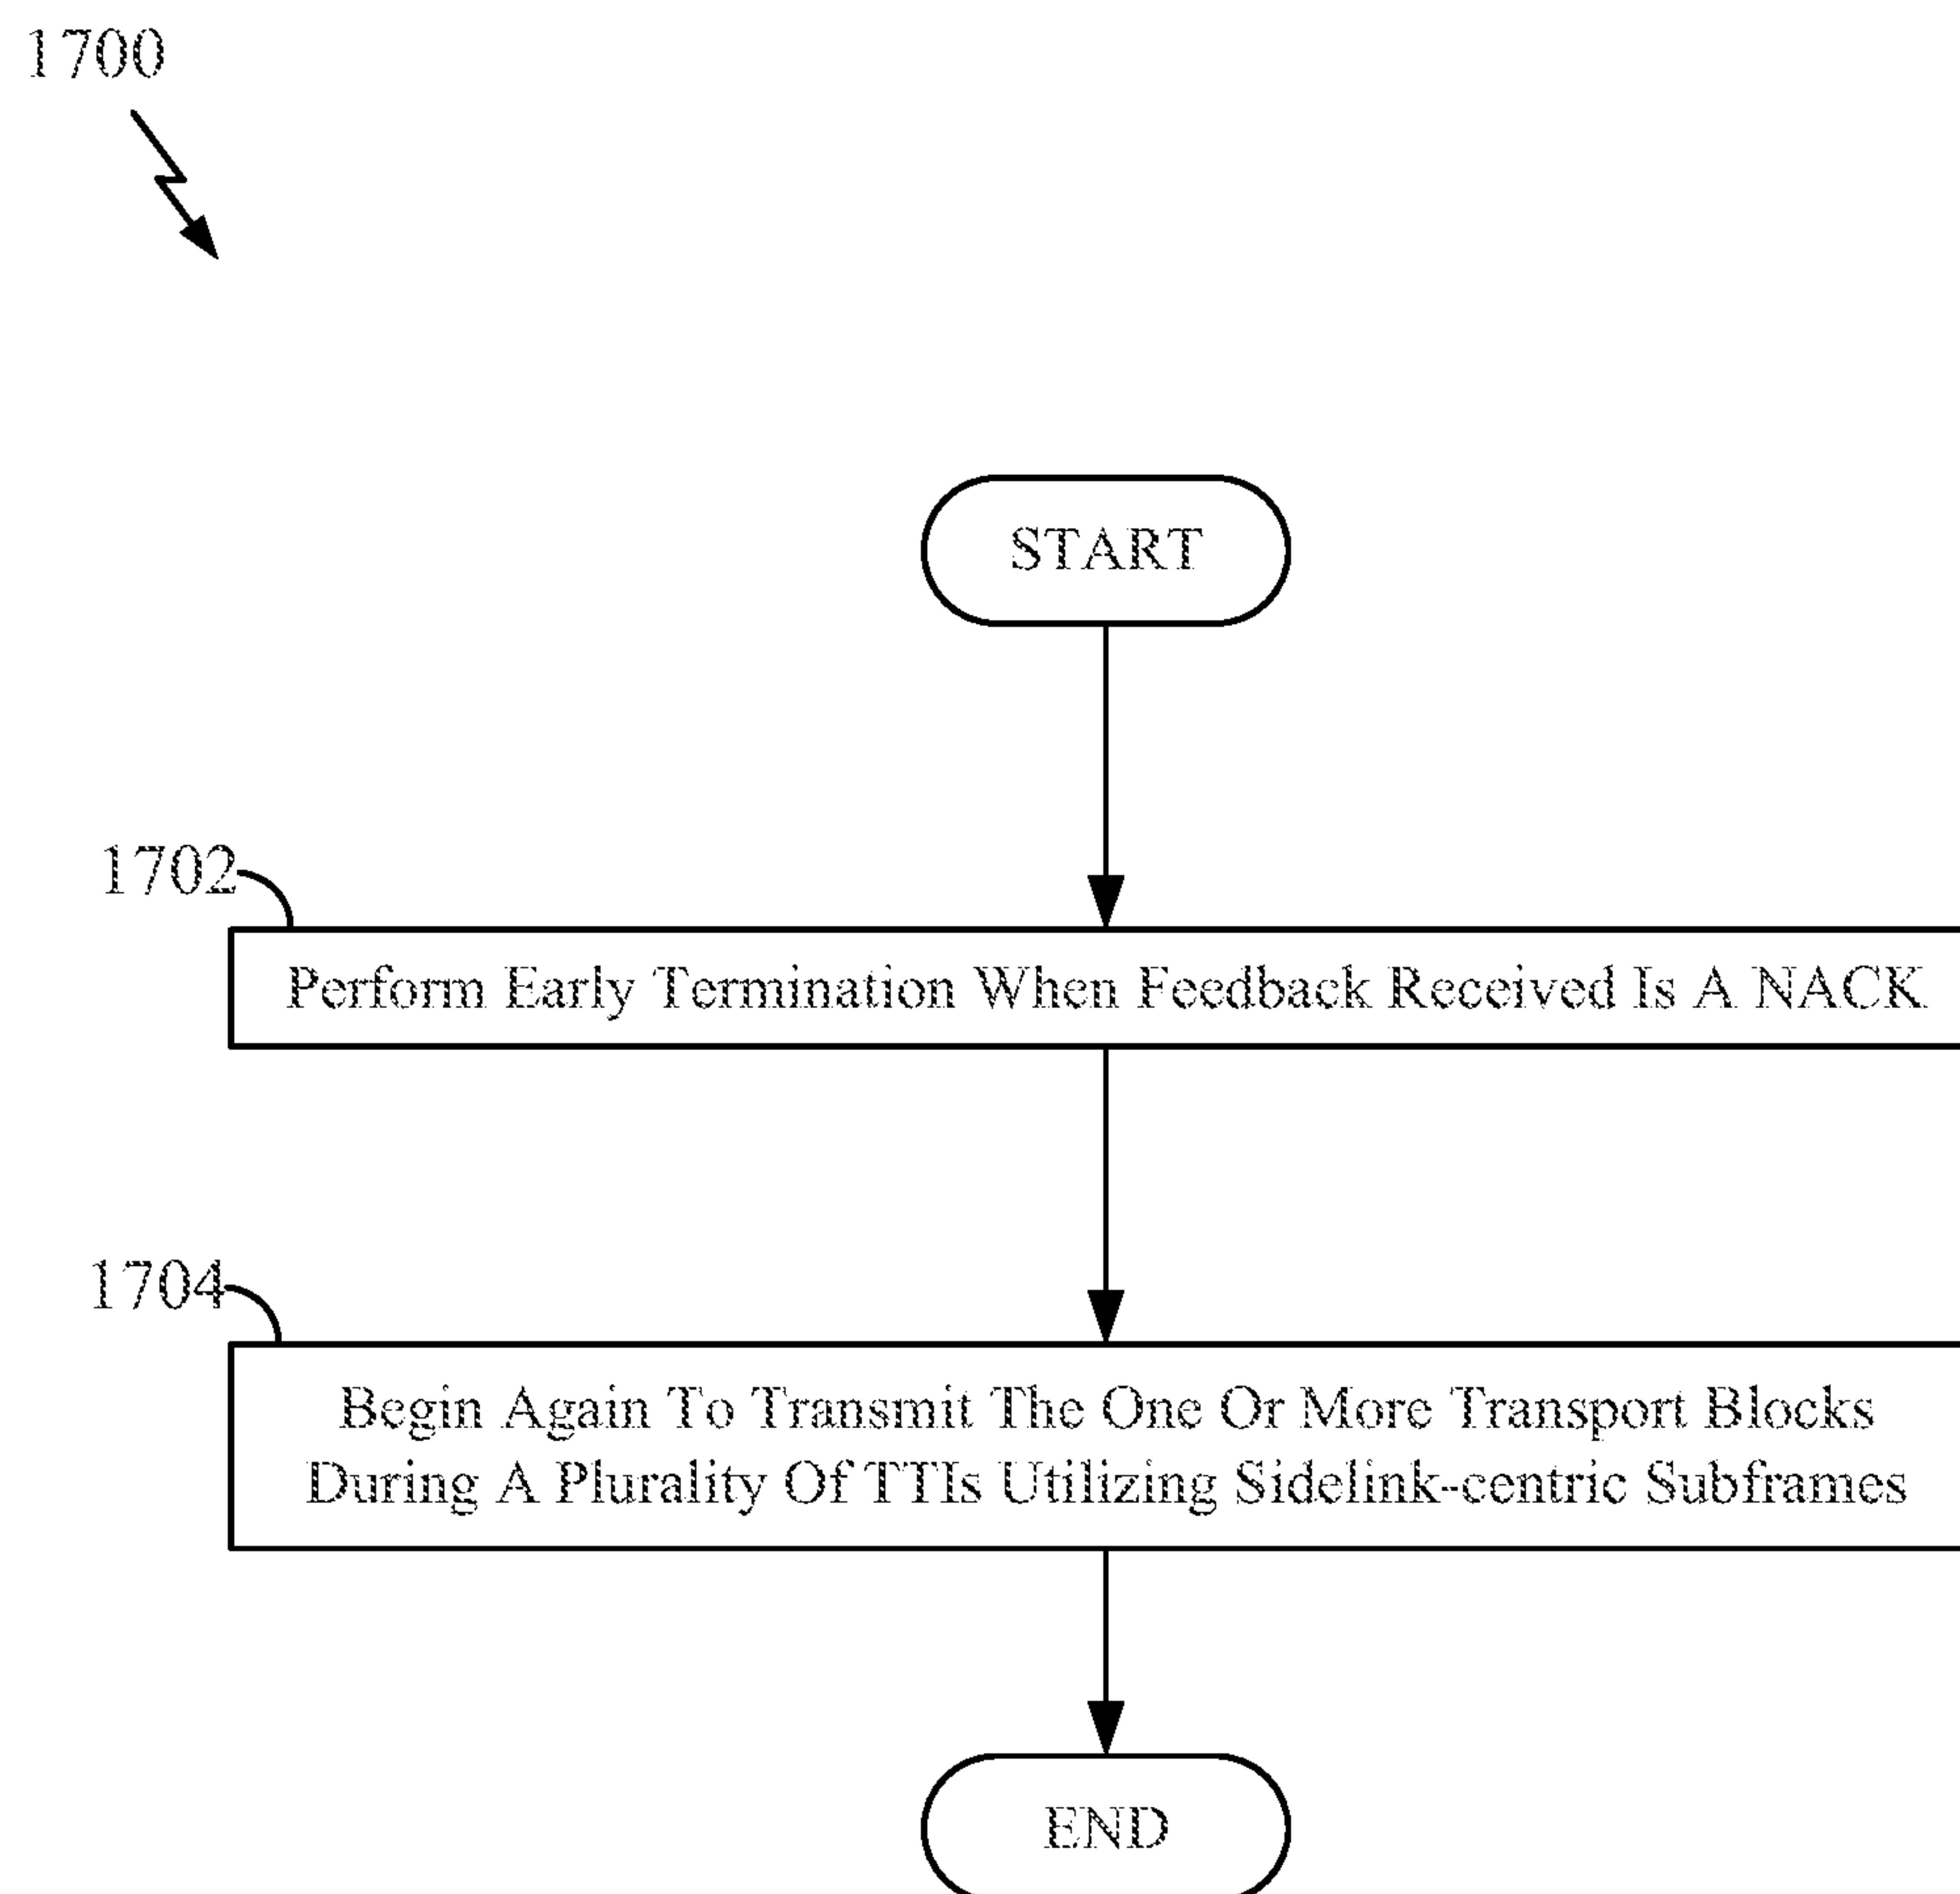 1700
START
1702
Perform Early Termination When Feedback Received Is A NACK
1704
Begin Again To Transmit The One Or More Transport Blocks
During A Plurality Of TTIs Utilizing Sidelink-centric Subframes
END